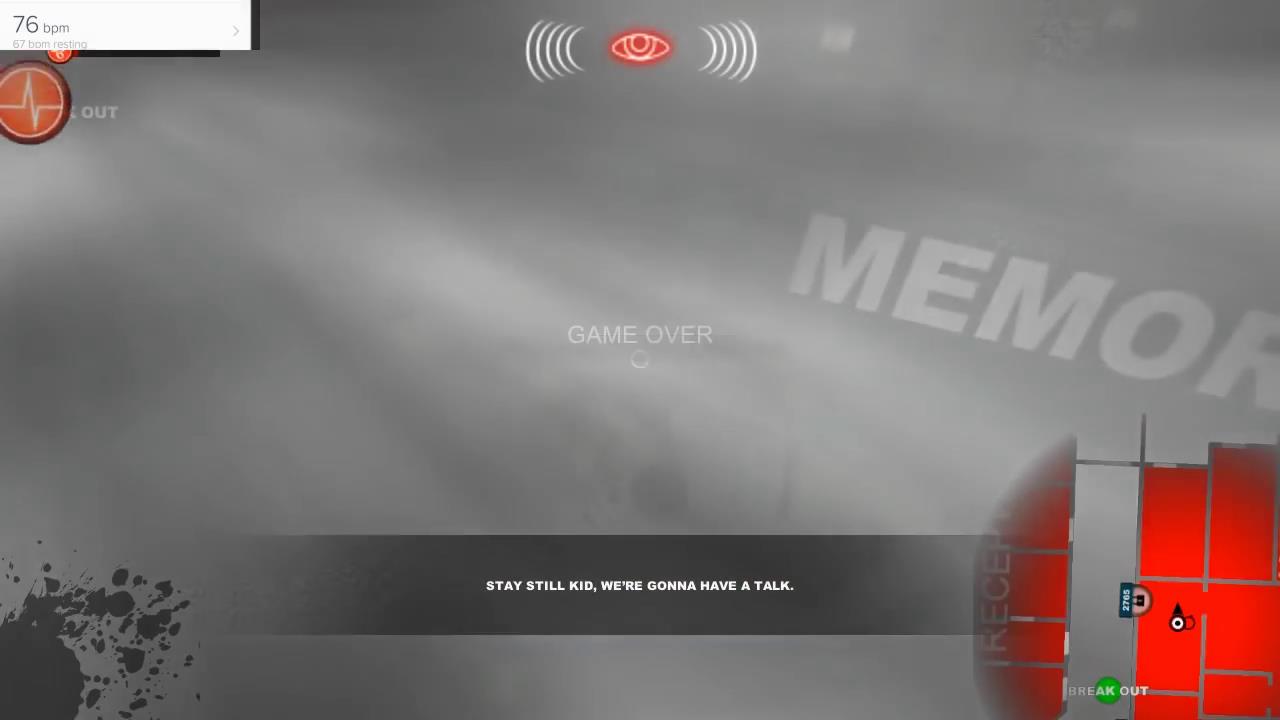 76 bpm
67 bpm resting
K OUT
MEMOR
GAME OVER
STAY STILL KID, WE'RE GONNA HAVE A TALK.
RECEP
2765
BREAK OUT